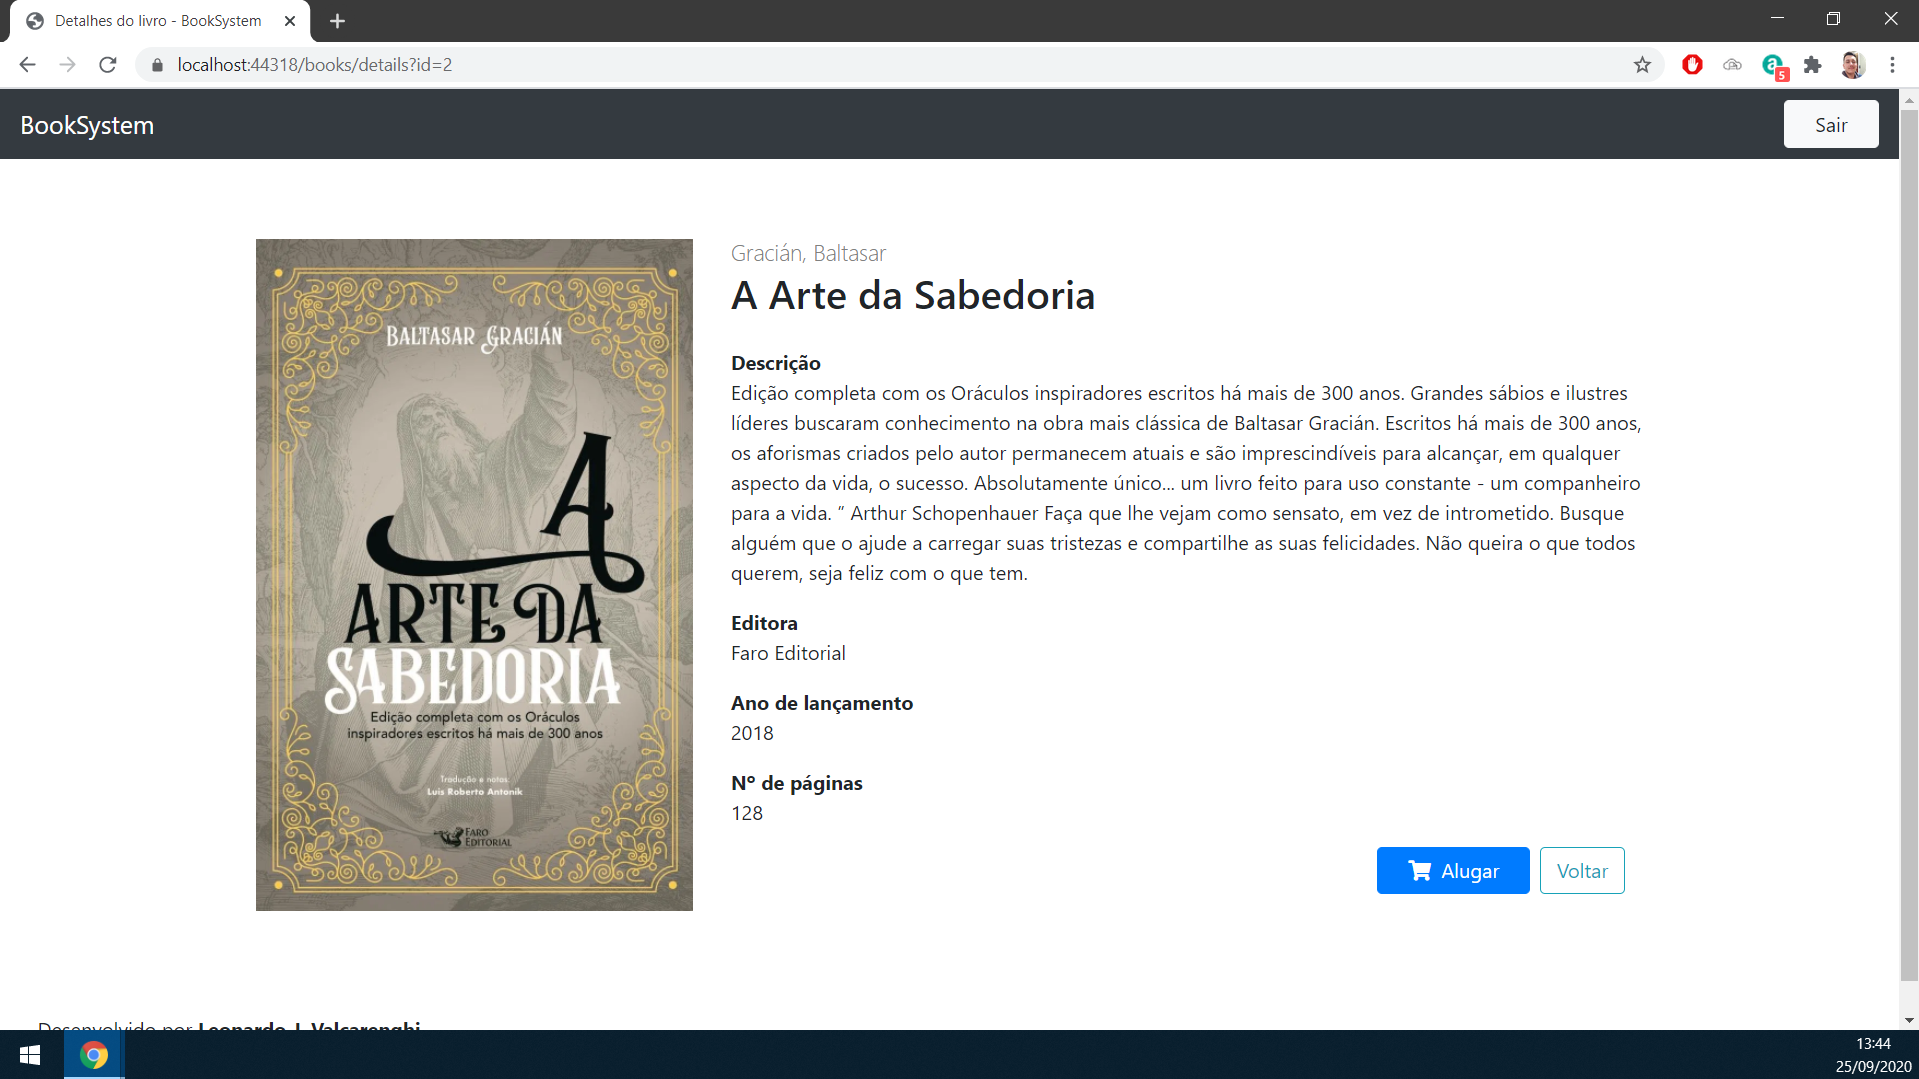 Detalhes do livro - BookSystem
localhost:44318/books/details?id=2
5
BookSystem
Sair
BALTASAR GRACIÁN
A
ARTE DA
SABEDORIA
Edição completa com os Oráculos
inspiradores escritos há mais de 300 anos
Tradução e notas:
Luis Roberto Antonik
FARO
EDITORIAL
Gracián, Baltasar
A Arte da Sabedoria
Descrição
Edição completa com os Oráculos inspiradores escritos há mais de 300 anos. Grandes sábios e ilustres
líderes buscaram conhecimento na obra mais clássica de Baltasar Gracián. Escritos há mais de 300 anos,
os aforismas criados pelo autor permanecem atuais e são imprescindíveis para alcançar, em qualquer
aspecto da vida, o sucesso. Absolutamente único... um livro feito para uso constante - um companheiro
para a vida. ” Arthur Schopenhauer Faça que lhe vejam como sensato, em vez de intrometido. Busque
alguém que o ajude a carregar suas tristezas e compartilhe as suas felicidades. Não queira o que todos
querem, seja feliz com o que tem.
Editora
Faro Editorial
Ano de lançamento
2018
Nº de páginas
128
Alugar
Voltar
Desenvolvido por Leonardo J. Valcarenghi
13:44
25/09/2020